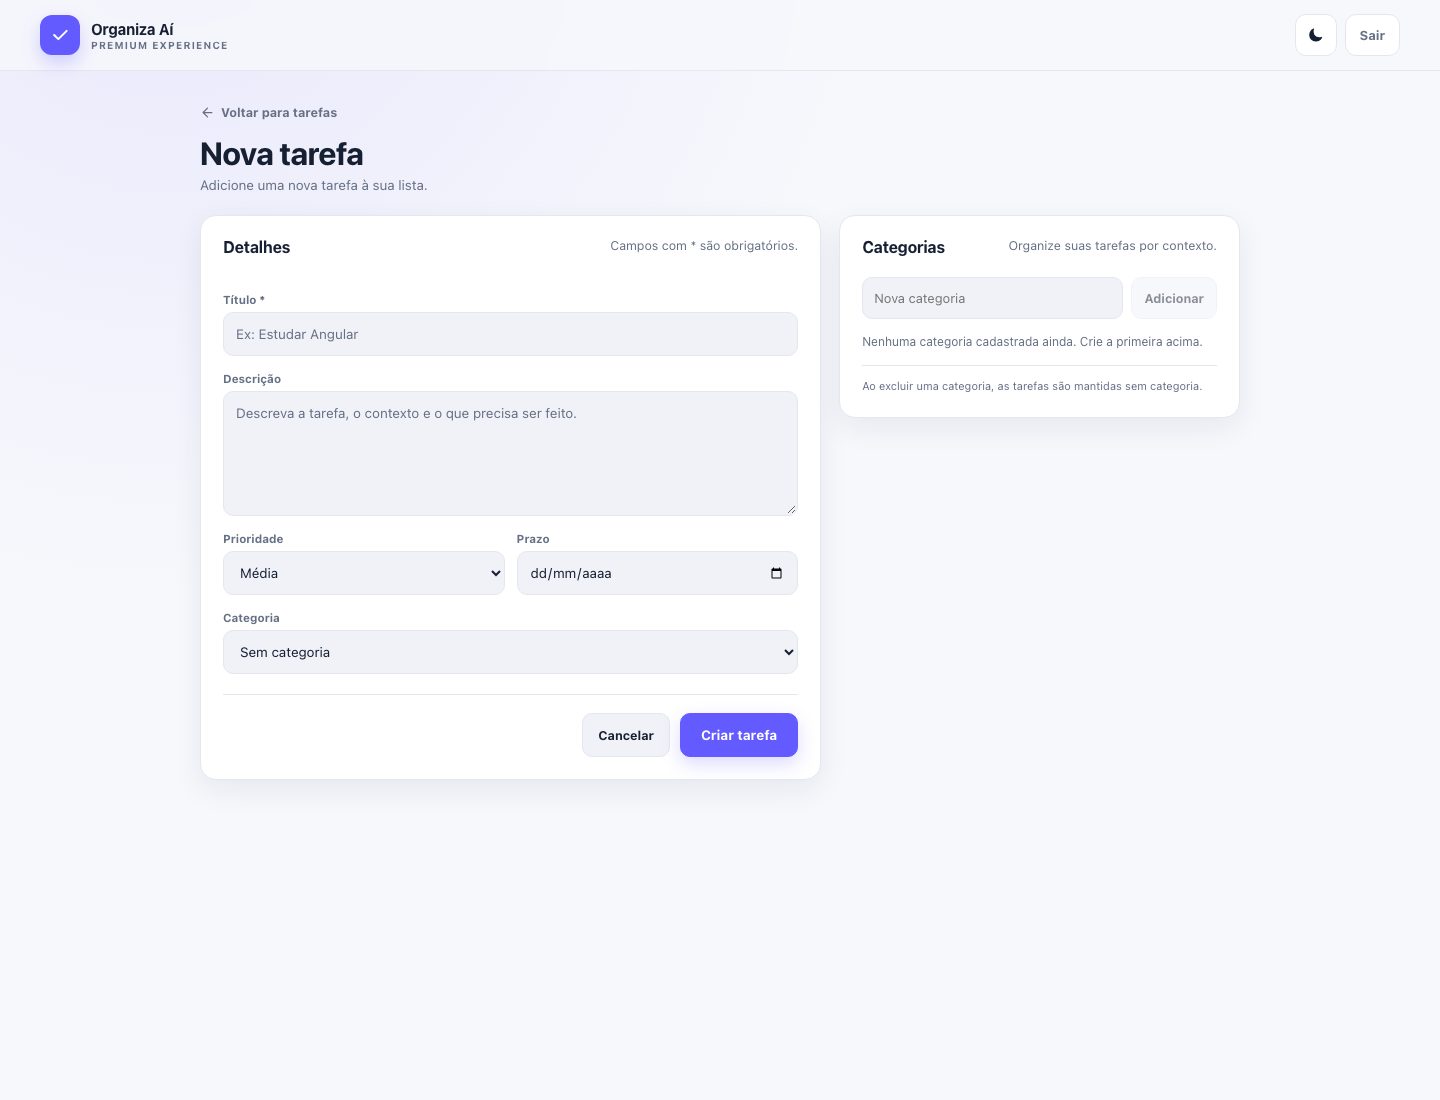 Organiza Aí
PREMIUM EXPERIENCE
Sair
Voltar para tarefas
Nova tarefa
Adicione uma nova tarefa à sua lista.
Detalhes
Campos com * são obrigatórios.
Título *
Ex: Estudar Angular
Descrição
Descreva a tarefa, o contexto e o que precisa ser feito.
Prioridade
Prazo
Média
dd/mm/aaaa
Categoria
Sem categoria
Cancelar
Criar tarefa
Categorias
Organize suas tarefas por contexto.
Nova categoria
Adicionar
Nenhuma categoria cadastrada ainda. Crie a primeira acima.
Ao excluir uma categoria, as tarefas são mantidas sem categoria.